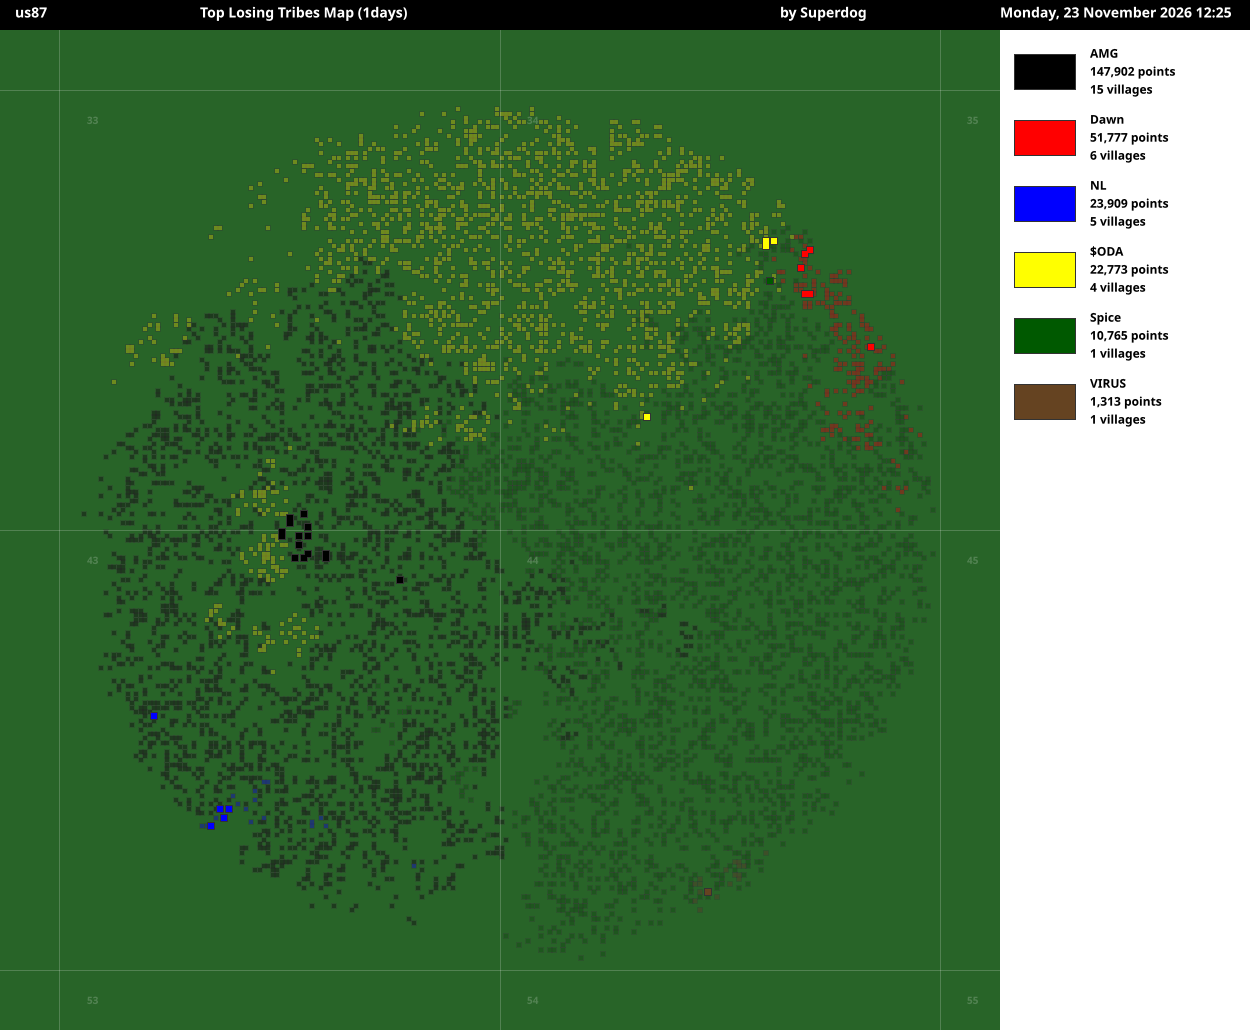 us87 Top Losing Tribes Map (1days) by Superdog Monday, 23 November 2026 12:25
AMG
147,902 points
15 villages
Dawn
51,777 points
6 villages
NL
23,909 points
5 villages
$ODA
22,773 points
4 villages
Spice
10,765 points
1 villages
VIRUS
1,313 points
1 villages
33 34 35
43 44 45
53 54 55